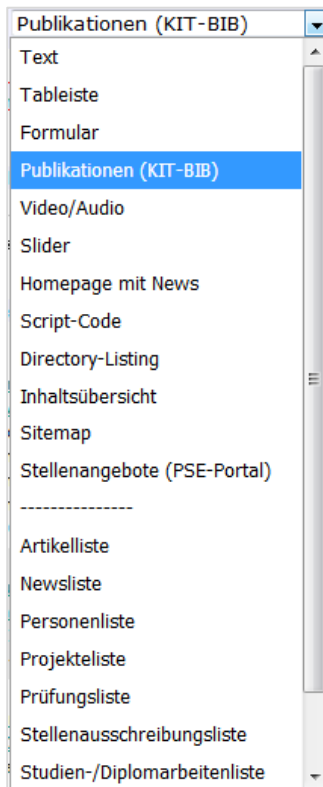 Publikationen (KIT-BIB)
Text
Tableiste
Formular
Publikationen (KIT-BIB)
Video/Audio
Slider
Homepage mit News
Script-Code
Directory-Listing
Inhaltsübersicht
Sitemap
Stellenangebote (PSE-Portal)
---------------
Artikelliste
Newsliste
Personenliste
Projekteliste
Prüfungsliste
Stellenausschreibungsliste
Studien-/Diplomarbeitenliste